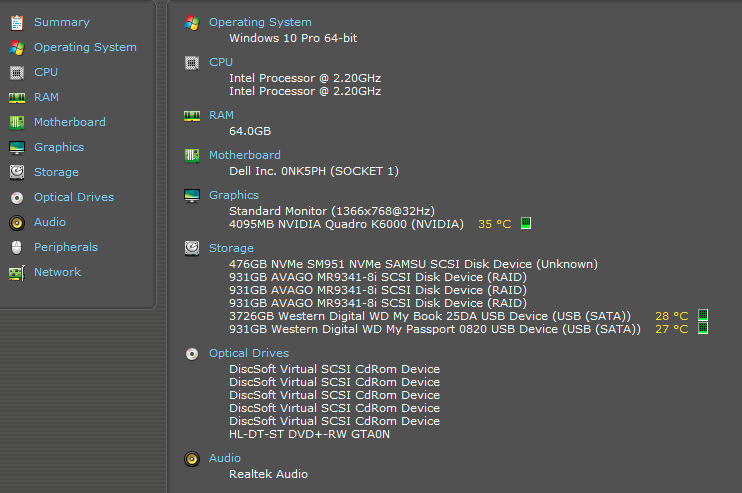 Summary
Operating System
CPU
RAM
Motherboard
Graphics
Storage
Optical Drives
Audio
Peripherals
Network
Operating System
Windows 10 Pro 64-bit
CPU
Intel Processor @ 2.20GHz
Intel Processor @ 2.20GHz
RAM
64.0GB
Motherboard
Dell Inc. 0NK5PH (SOCKET 1)
Graphics
Standard Monitor (1366x768@32Hz)
4095MB NVIDIA Quadro K6000 (NVIDIA) 35 °C
Storage
476GB NVMe SM951 NVMe SAMSU SCSI Disk Device (Unknown)
931GB AVAGO MR9341-8i SCSI Disk Device (RAID)
931GB AVAGO MR9341-8i SCSI Disk Device (RAID)
931GB AVAGO MR9341-8i SCSI Disk Device (RAID)
3726GB Western Digital WD My Book 25DA USB Device (USB (SATA)) 28 °C
931GB Western Digital WD My Passport 0820 USB Device (USB (SATA)) 27 °C
Optical Drives
DiscSoft Virtual SCSI CdRom Device
DiscSoft Virtual SCSI CdRom Device
DiscSoft Virtual SCSI CdRom Device
DiscSoft Virtual SCSI CdRom Device
DiscSoft Virtual SCSI CdRom Device
HL-DT-ST DVD+-RW GTA0N
Audio
Realtek Audio